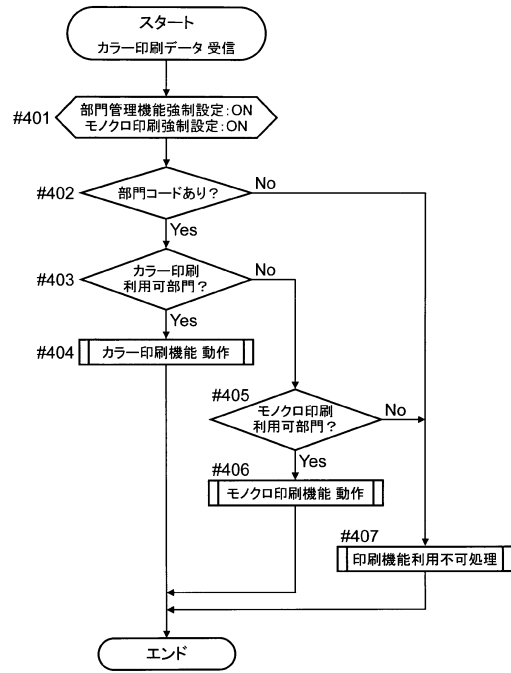 スタート
カラー印刷データ 受信
#401
部門管理機能強制設定:ON
モノクロ印刷強制設定:ON
#402
部門コードあり?
No
Yes
#403
カラー印刷
利用可部門?
No
Yes
#404
カラー印刷機能 動作
#405
モノクロ印刷
利用可部門?
No
Yes
#406
モノクロ印刷機能 動作
#407
印刷機能利用不可処理
エンド